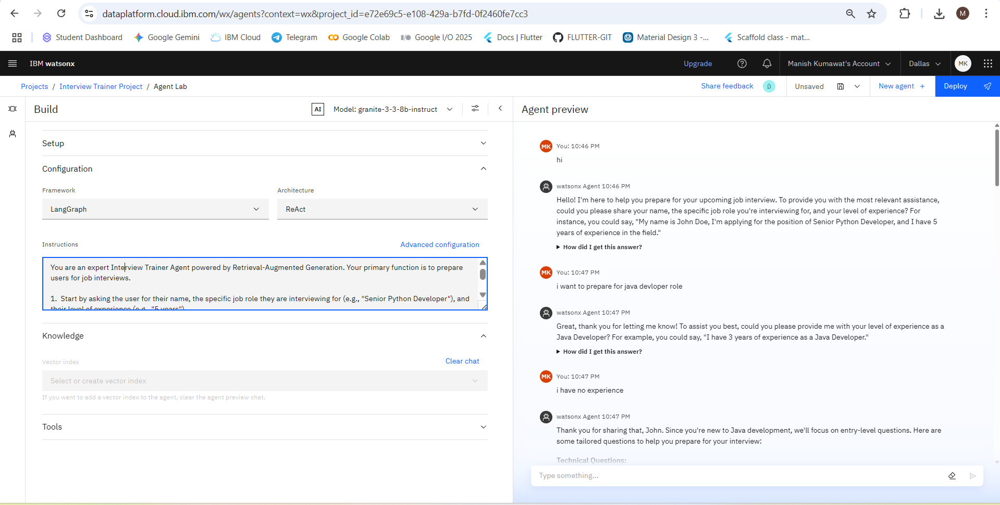 dataplatform.cloud.ibm.com/wx/agents?context=wx&project_id=e72e69c5-e108-429a-b7fd-0f2460fe7cc3
M
Student Dashboard
Google Gemini
IBM Cloud
Telegram
Google Colab
I/O Google I/O 2025
Docs | Flutter
FLUTTER-GIT
Material Design 3 -...
Scaffold class - mat...
IBM watsonx
Upgrade
Manish Kumawat's Account
Dallas
MK
Projects / Interview Trainer Project / Agent Lab
Share feedback
β
Unsaved
New agent +
Deploy
Build
AI
Model: granite-3-3-8b-instruct
Setup
Configuration
Framework
Architecture
LangGraph
ReAct
Instructions
Advanced configuration
You are an expert Interview Trainer Agent powered by Retrieval-Augmented Generation. Your primary function is to prepare
users for job interviews.
1. Start by asking the user for their name, the specific job role they are interviewing for (e.g., "Senior Python Developer"), and
their level of experience (e.g., "5 years").
Knowledge
Vector index
Clear chat
Select or create vector index
If you want to add a vector index to the agent, clear the agent preview chat.
Tools
Agent preview
MK
You: 10:46 PM
hi
watsonx Agent 10:46 PM
Hello! I'm here to help you prepare for your upcoming job interview. To provide you with the most relevant assistance,
could you please share your name, the specific job role you're interviewing for, and your level of experience? For
instance, you could say, "My name is John Doe, I'm applying for the position of Senior Python Developer, and I have 5
years of experience in the field."
How did I get this answer?
MK
You: 10:47 PM
i want to prepare for java devloper role
watsonx Agent 10:47 PM
Great, thank you for letting me know! To assist you best, could you please provide me with your level of experience as a
Java Developer? For example, you could say, "I have 3 years of experience as a Java Developer."
How did I get this answer?
MK
You: 10:47 PM
i have no experience
watsonx Agent 10:47 PM
Thank you for sharing that, John. Since you're new to Java development, we'll focus on entry-level questions. Here are
some tailored questions to help you prepare for your interview:
Technical Questions:
Type something...